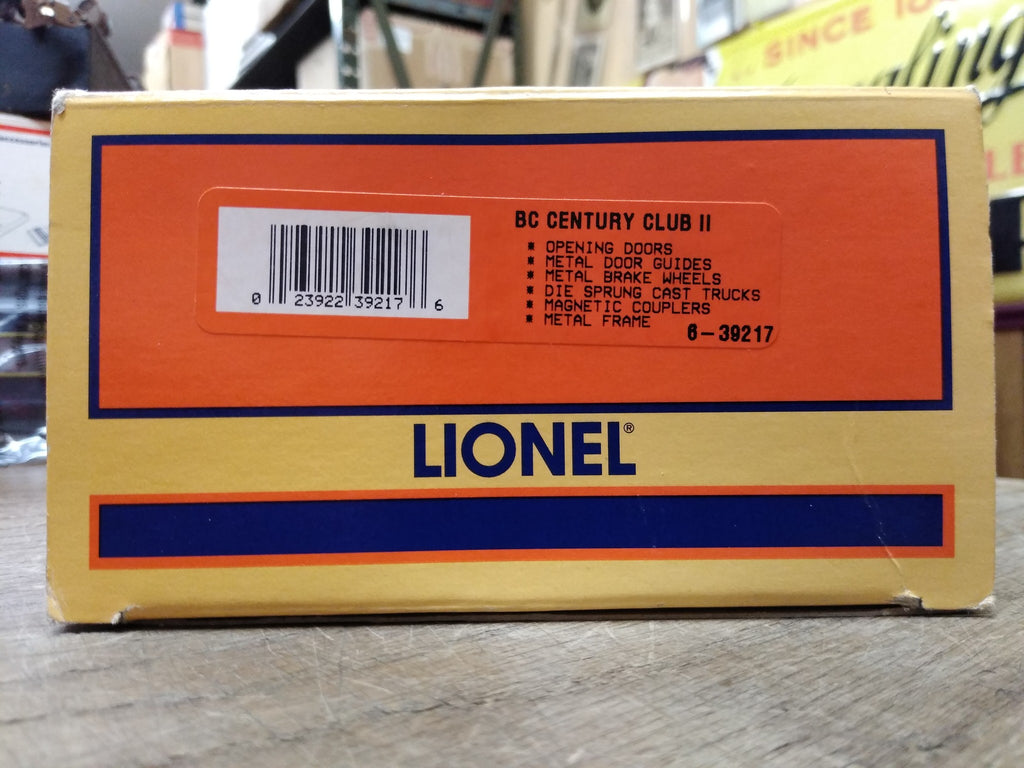 SINCE
BC CENTURY CLUB II
* OPENING DOORS
* METAL DOOR GUIDES
* METAL BRAKE WHEELS
* DIE SPRUNG CAST TRUCKS
* MAGNETIC COUPLERS
* METAL FRAME
6-39217
0 23922 39217 6
LIONEL®